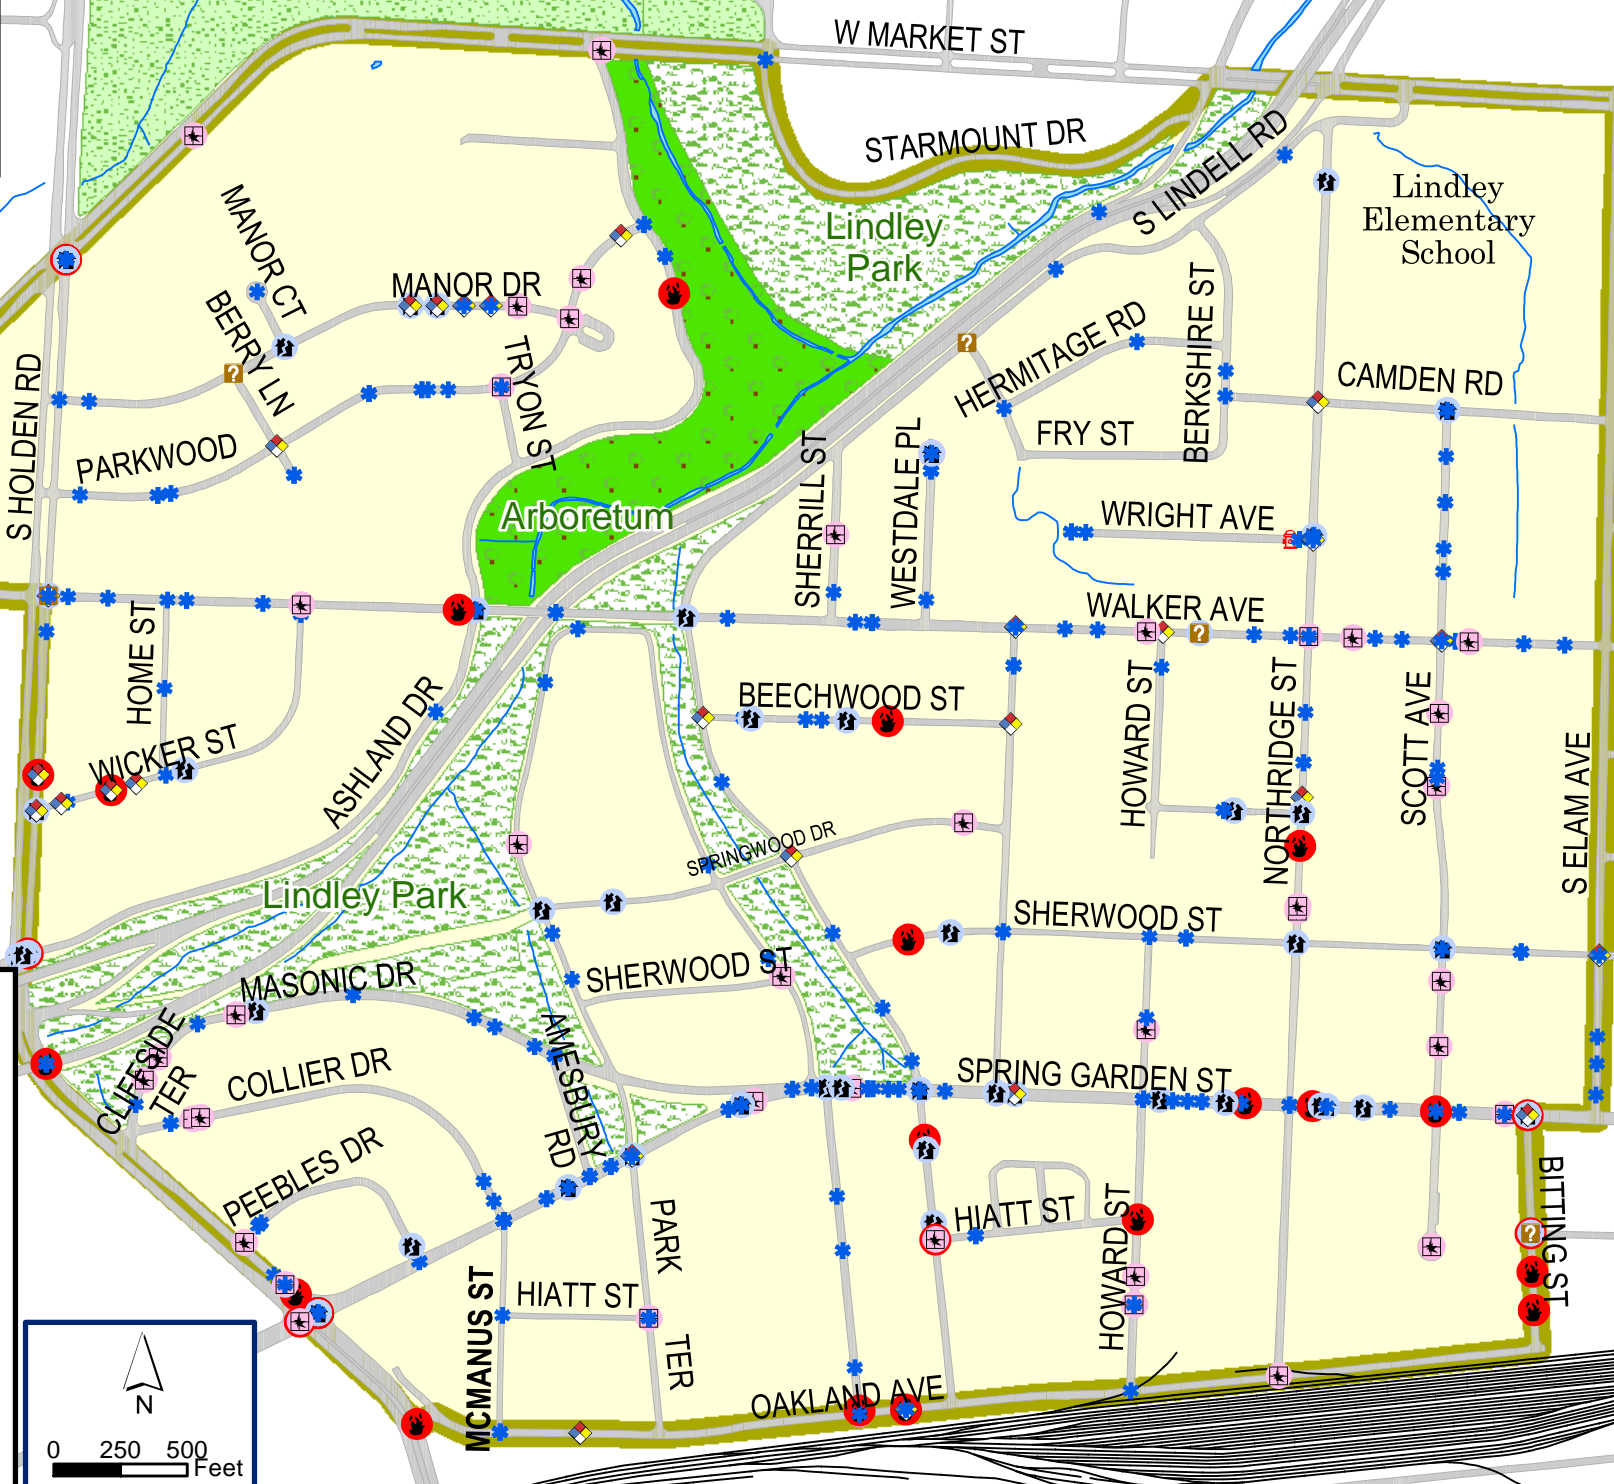 W MARKET ST
STARMOUNT DR
S LINDELL RD
Lindley
Elementary
School
Lindley
Park
MANOR CT
MANOR DR
BERRY LN
TRYON ST
HERMITAGE RD
BERKSHIRE ST
CAMDEN RD
S HOLDEN RD
PARKWOOD
FRY ST
SHERRILL ST
WESTDALE PL
Arboretum
WRIGHT AVE
WALKER AVE
HOME ST
BEECHWOOD ST
HOWARD ST
NORTHRIDGE ST
SCOTT AVE
S ELAM AVE
WICKER ST
ASHLAND DR
SPRINGWOOD DR
Lindley Park
SHERWOOD ST
SHERWOOD ST
MASONIC DR
CLIFFSIDE
TER
COLLIER DR
AMESBURY
RD
SPRING GARDEN ST
PEEBLES DR
PARK
TER
HIATT ST
HOWARD ST
BITTING ST
HIATT ST
MCMANUS ST
OAKLAND AVE
N
0 250 500
Feet